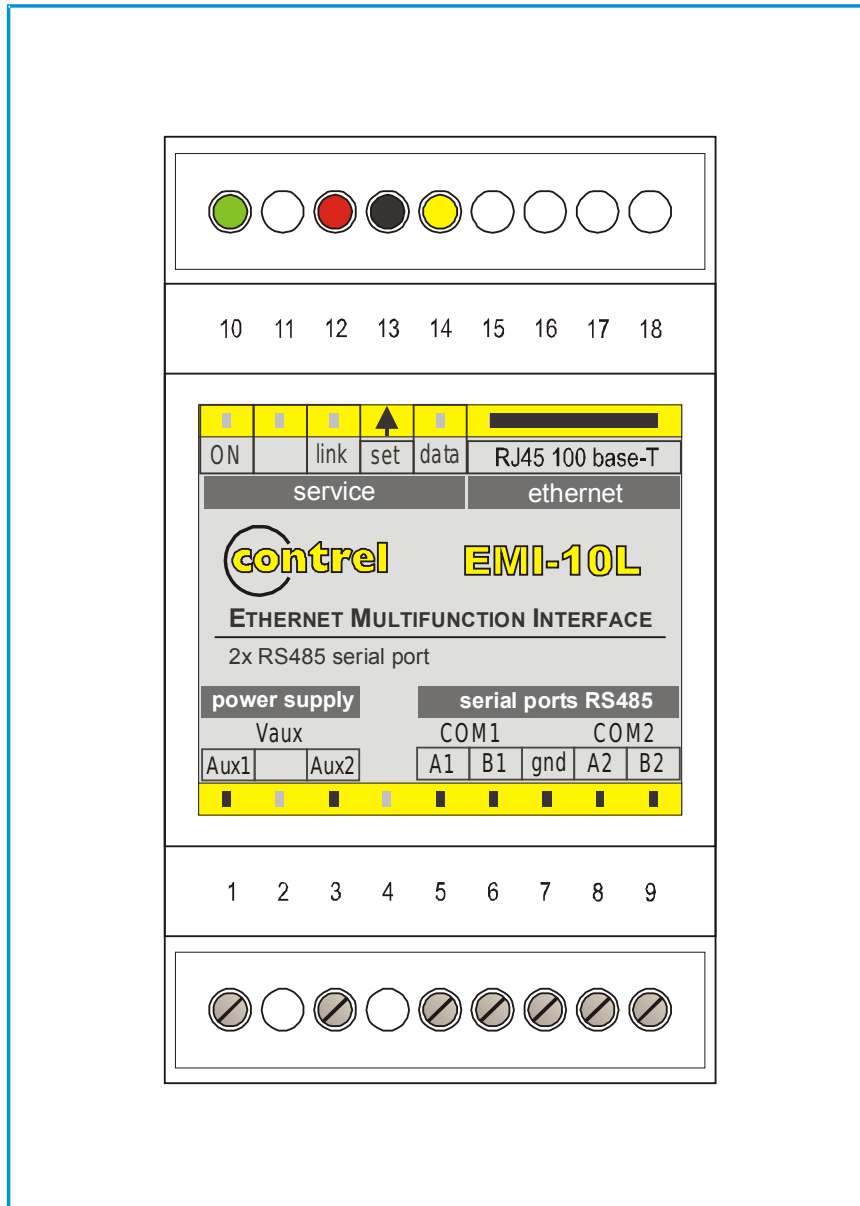 10 11 12 13 14 15 16 17 18
ON link set data RJ45 100 base-T
service ethernet
contrel EMI-10L
ETHERNET MULTIFUNCTION INTERFACE
2x RS485 serial port
power supply serial ports RS485
Vaux COM1 COM2
Aux1 Aux2 A1 B1 gnd A2 B2
1 2 3 4 5 6 7 8 9